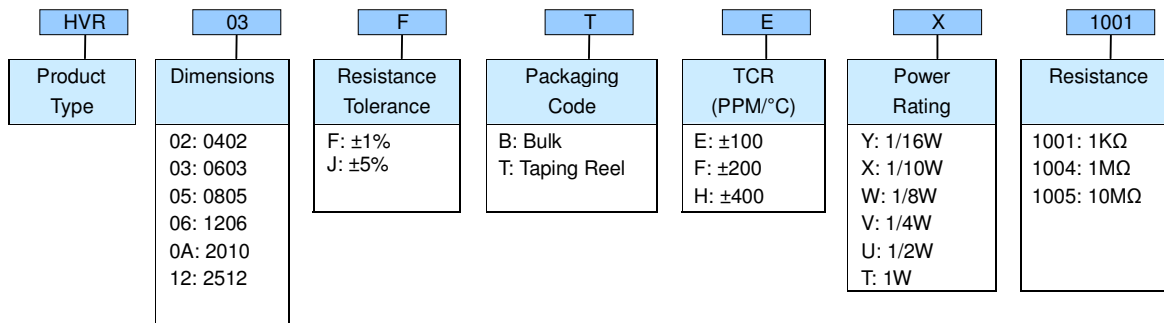 HVR 03 F T E X 1001
Product Type
Dimensions
02: 0402
03: 0603
05: 0805
06: 1206
0A: 2010
12: 2512
Resistance Tolerance
F: ±1%
J: ±5%
Packaging Code
B: Bulk
T: Taping Reel
TCR (PPM/°C)
E: ±100
F: ±200
H: ±400
Power Rating
Y: 1/16W
X: 1/10W
W: 1/8W
V: 1/4W
U: 1/2W
T: 1W
Resistance
1001: 1KΩ
1004: 1MΩ
1005: 10MΩ